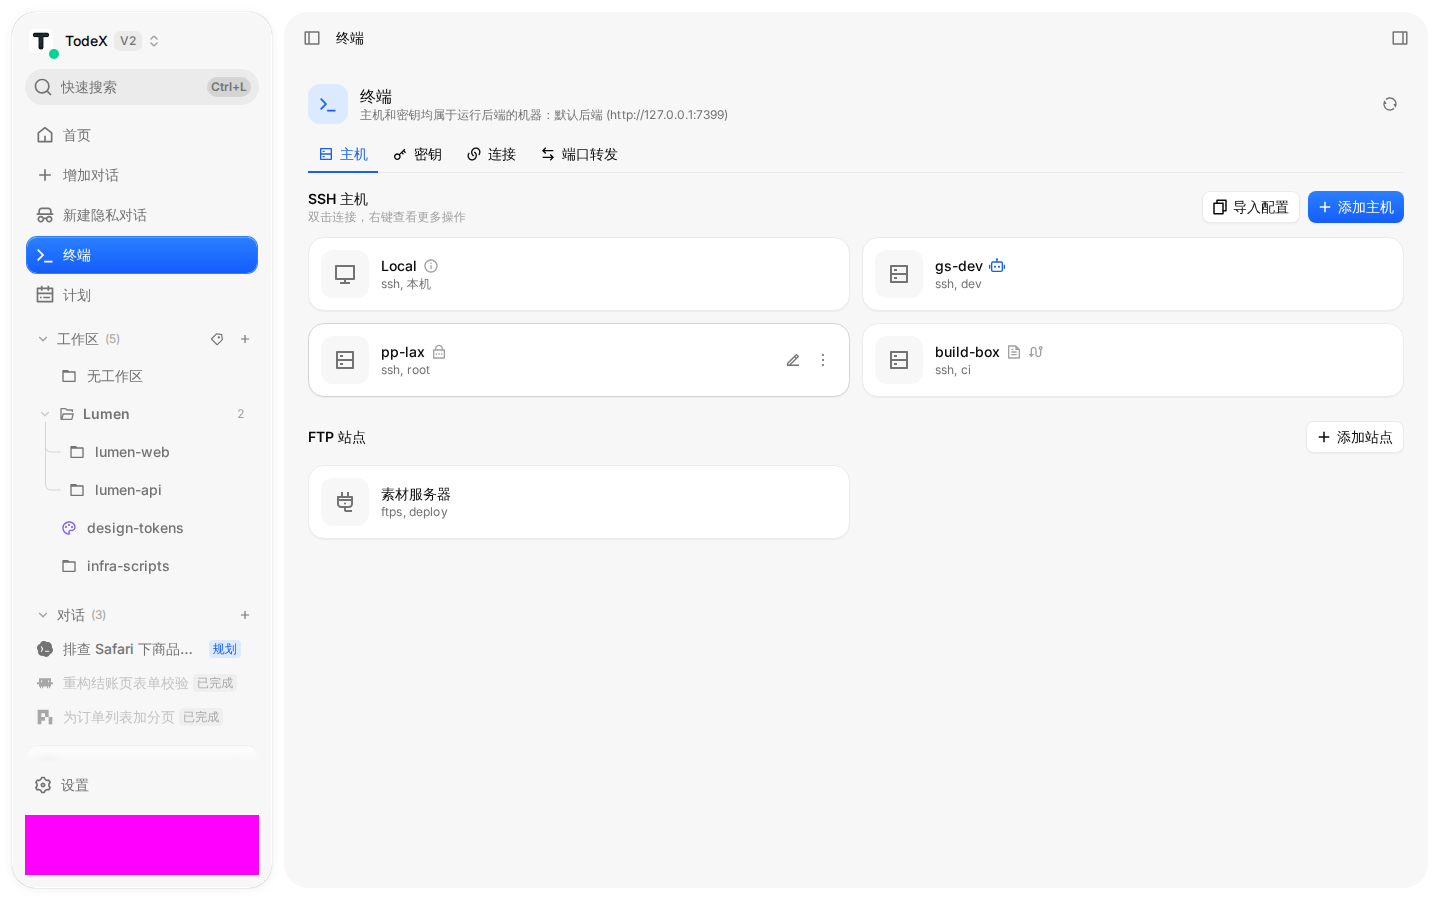 TodeX V2
快速搜索 Ctrl+L
首页
增加对话
新建隐私对话
终端
计划
工作区 (5)
无工作区
Lumen 2
lumen-web
lumen-api
design-tokens
infra-scripts
对话 (3)
排查 Safari 下商品... 规划
重构结账页表单校验 已完成
为订单列表加分页 已完成
设置
终端
终端
主机和密钥均属于运行后端的机器：默认后端 (http://127.0.0.1:7399)
主机 密钥 连接 端口转发
SSH 主机
双击连接，右键查看更多操作
导入配置 添加主机
Local
ssh, 本机
gs-dev
ssh, dev
pp-lax
ssh, root
build-box
ssh, ci
FTP 站点
添加站点
素材服务器
ftps, deploy